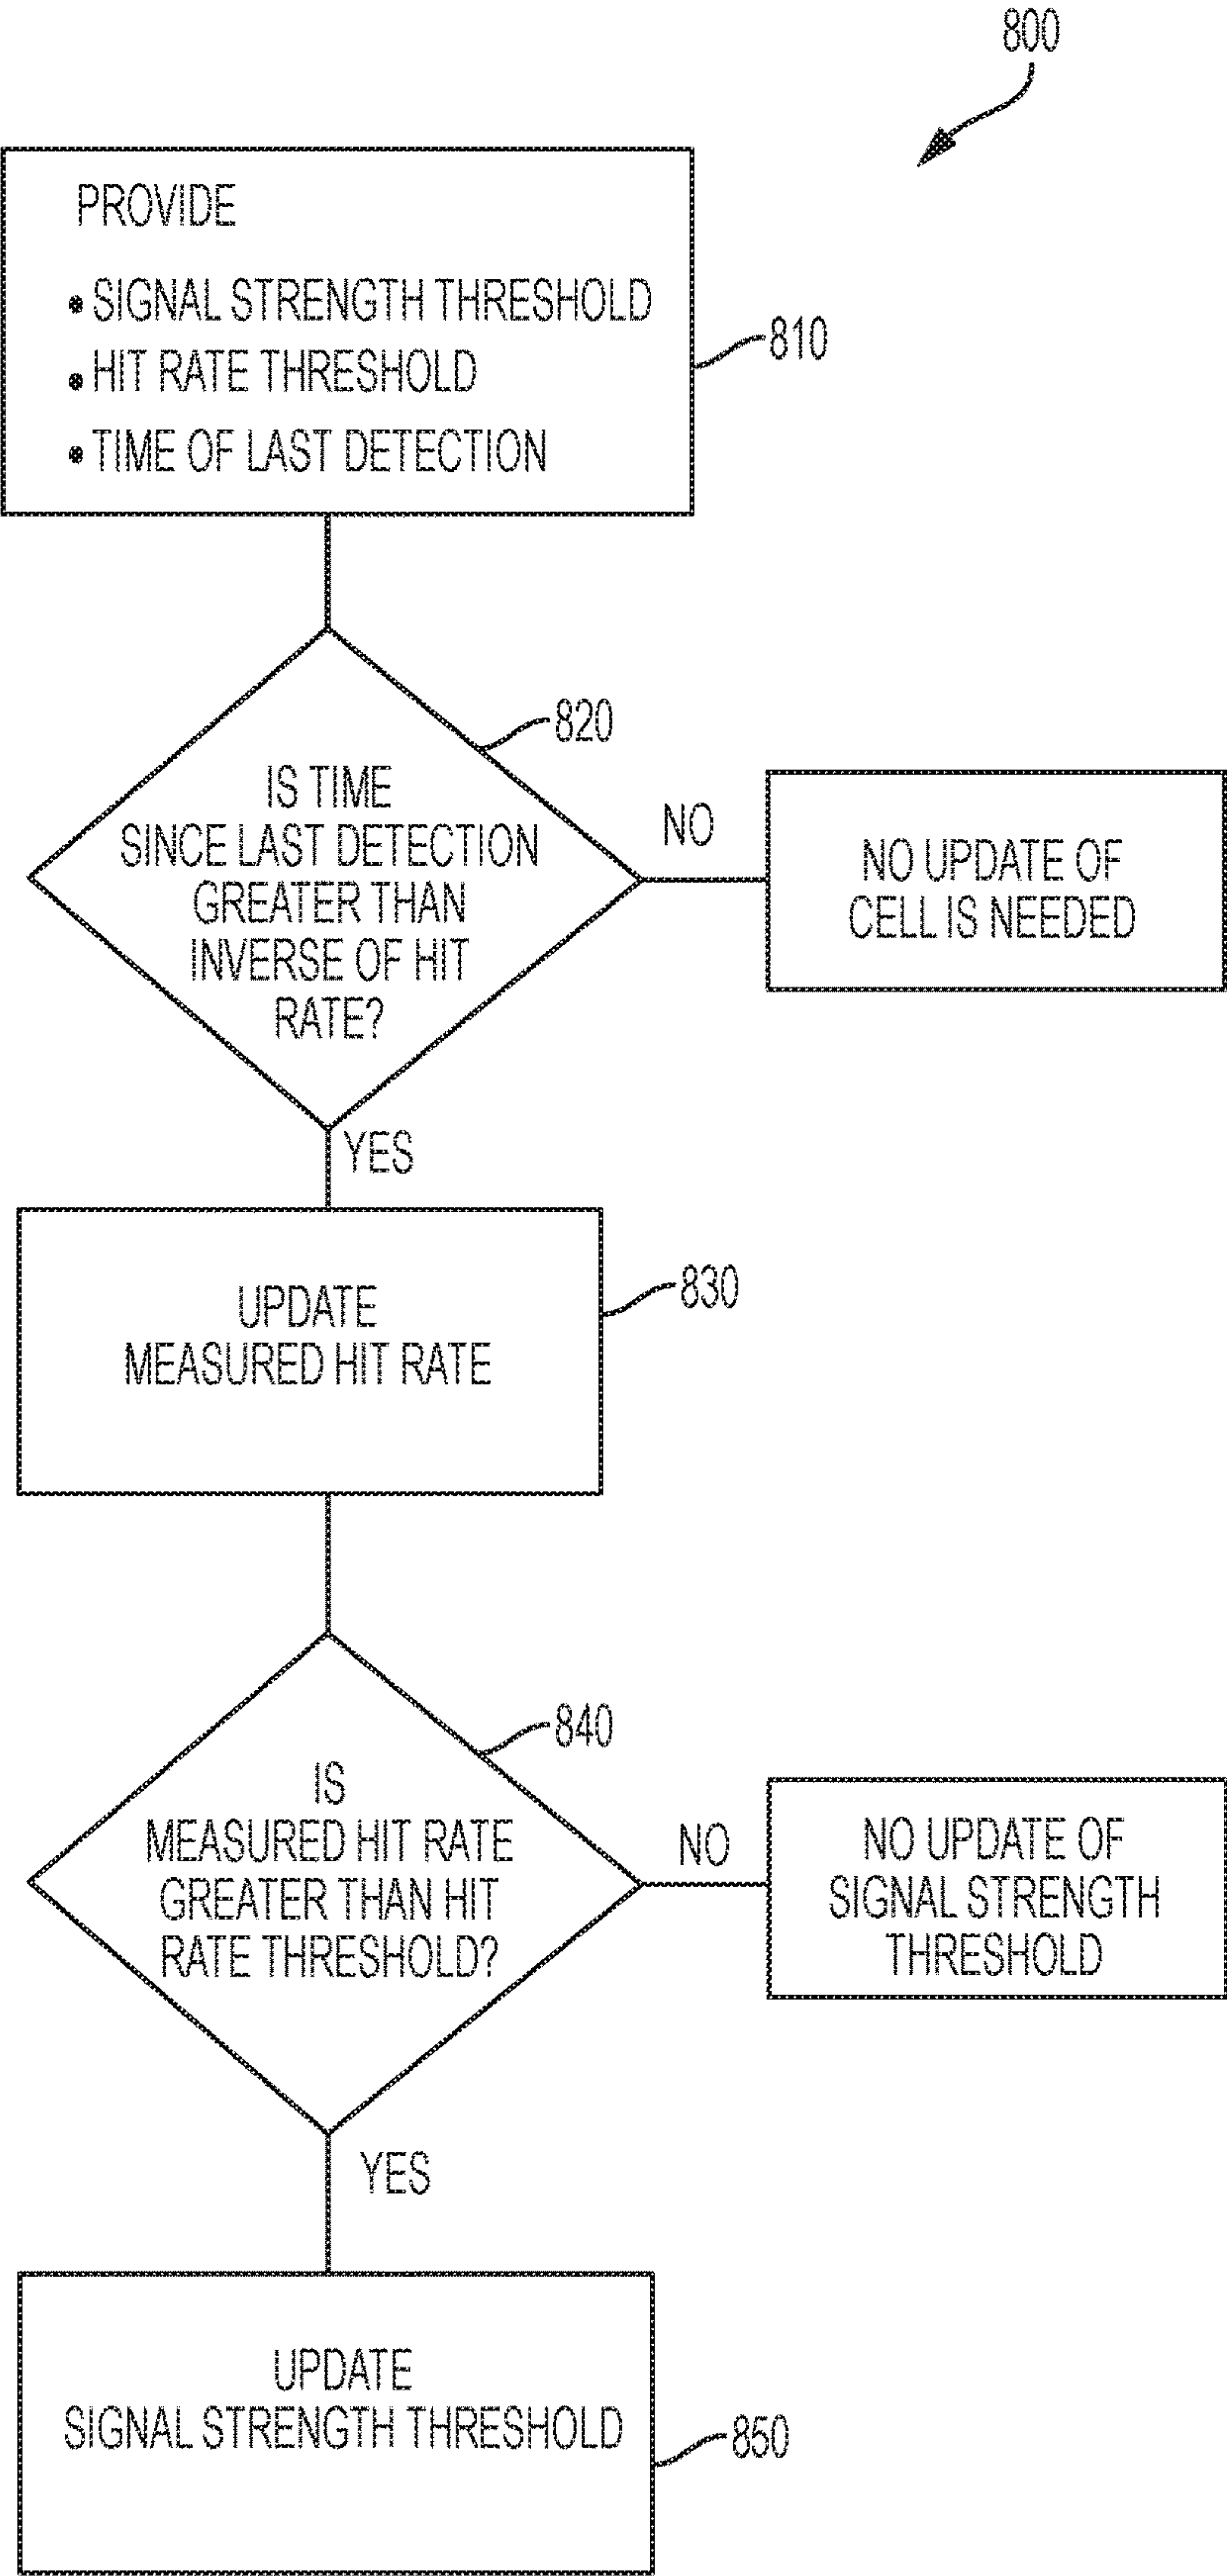 800
PROVIDE
• SIGNAL STRENGTH THRESHOLD
• HIT RATE THRESHOLD
• TIME OF LAST DETECTION
810
820
IS TIME
SINCE LAST DETECTION
GREATER THAN
INVERSE OF HIT
RATE?
NO
NO UPDATE OF
CELL IS NEEDED
YES
830
UPDATE
MEASURED HIT RATE
840
IS
MEASURED HIT RATE
GREATER THAN HIT
RATE THRESHOLD?
NO
NO UPDATE OF
SIGNAL STRENGTH
THRESHOLD
YES
UPDATE
SIGNAL STRENGTH THRESHOLD
850